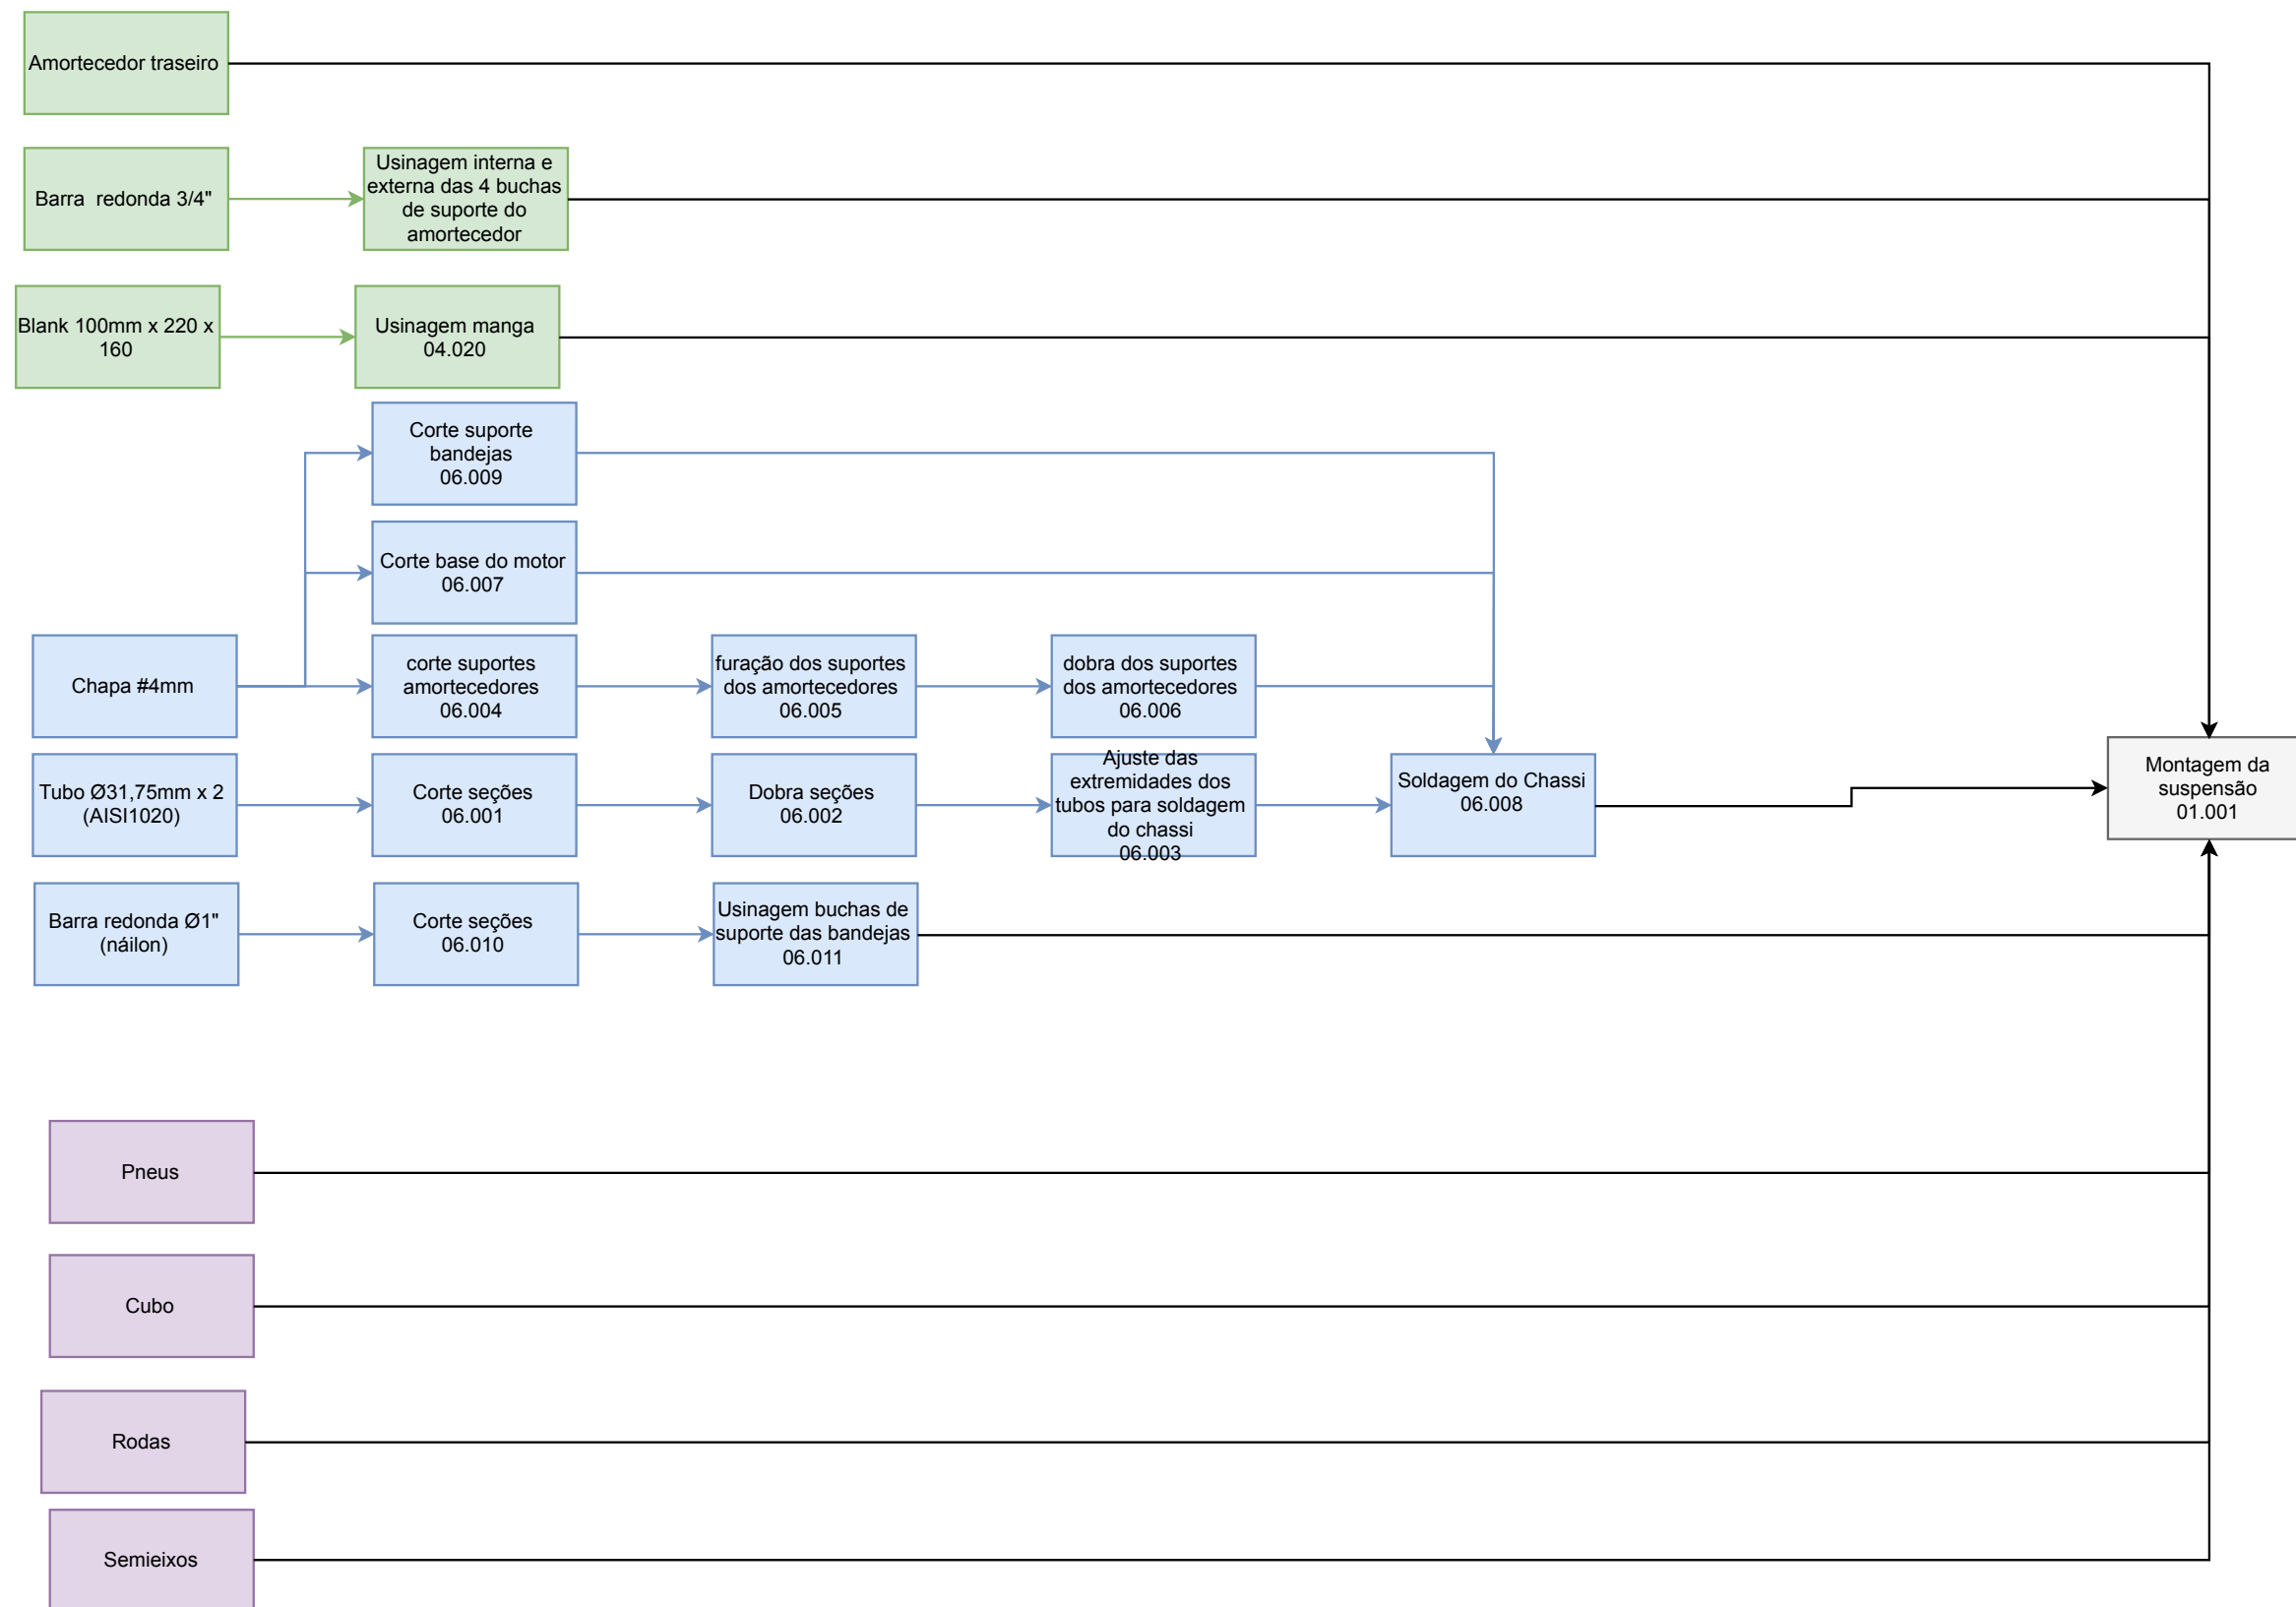 Amortecedor traseiro
Barra  redonda 3/4"
Usinagem interna e
externa das 4 buchas
de suporte do
amortecedor
Blank 100mm x 220 x
160
Usinagem manga
04.020
Corte suporte
bandejas
06.009
Corte base do motor
06.007
Chapa #4mm
corte suportes
amortecedores
06.004
furação dos suportes
dos amortecedores
06.005
dobra dos suportes
dos amortecedores
06.006
Tubo Ø31,75mm x 2
(AISI1020)
Corte seções
06.001
Dobra seções
06.002
Ajuste das
extremidades dos
tubos para soldagem
do chassi
06.003
Soldagem do Chassi
06.008
Montagem da
suspensão
01.001
Barra redonda Ø1"
(náilon)
Corte seções
06.010
Usinagem buchas de
suporte das bandejas
06.011
Pneus
Cubo
Rodas
Semieixos